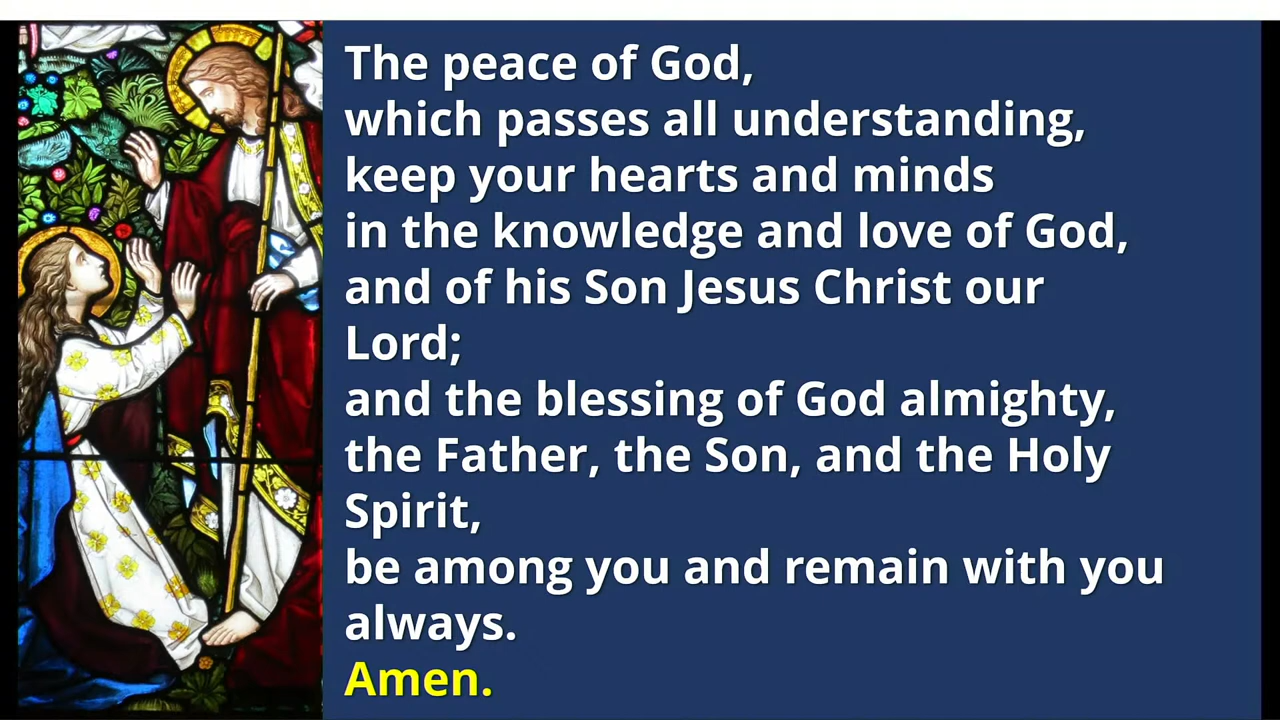 The peace of God,
which passes all understanding,
keep your hearts and minds
in the knowledge and love of God,
and of his Son Jesus Christ our
Lord;
and the blessing of God almighty,
the Father, the Son, and the Holy
Spirit,
be among you and remain with you
always.
Amen.